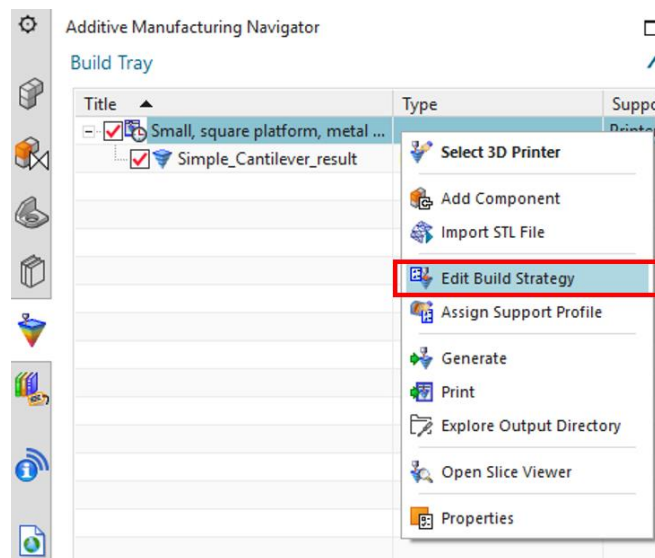 Additive Manufacturing Navigator
Build Tray
Title Type Suppo
Small, square platform, metal ... Printer
Simple_Cantilever_result
Select 3D Printer
Add Component
Import STL File
Edit Build Strategy
Assign Support Profile
Generate
Print
Explore Output Directory
Open Slice Viewer
Properties